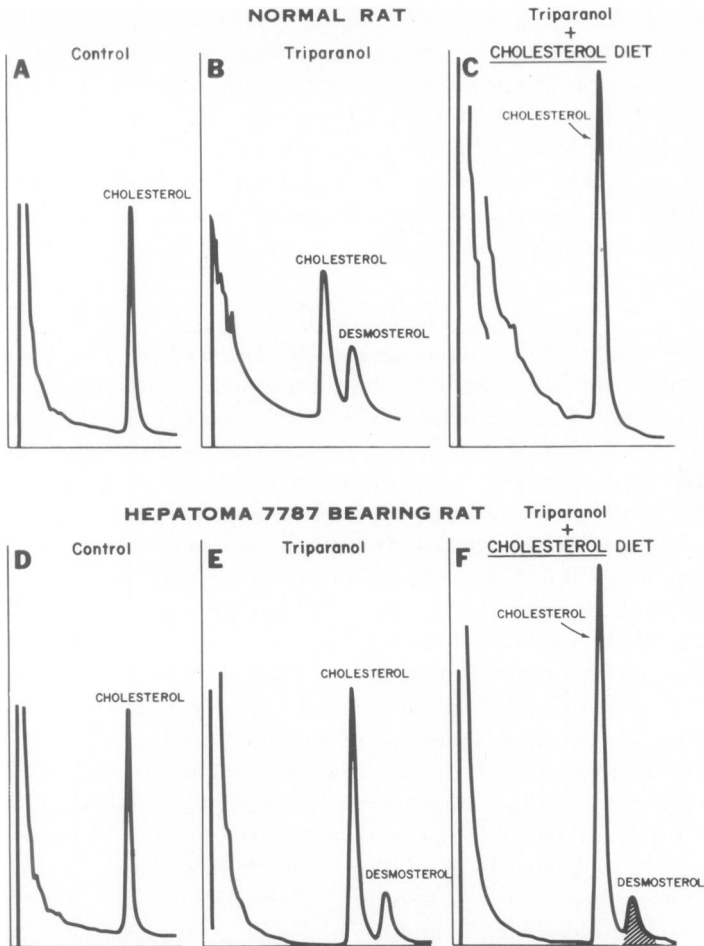 NORMAL RAT
A
Control
CHOLESTEROL
B
Triparanol
CHOLESTEROL
DESMOSTEROL
C
Triparanol
+
CHOLESTEROL DIET
CHOLESTEROL
HEPATOMA 7787 BEARING RAT
D
Control
CHOLESTEROL
E
Triparanol
CHOLESTEROL
DESMOSTEROL
F
Triparanol
+
CHOLESTEROL DIET
CHOLESTEROL
DESMOSTEROL